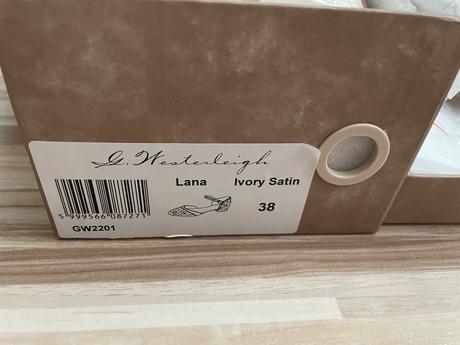 G. Westerleigh
Lana Ivory Satin
38
5 999566 087271
GW2201